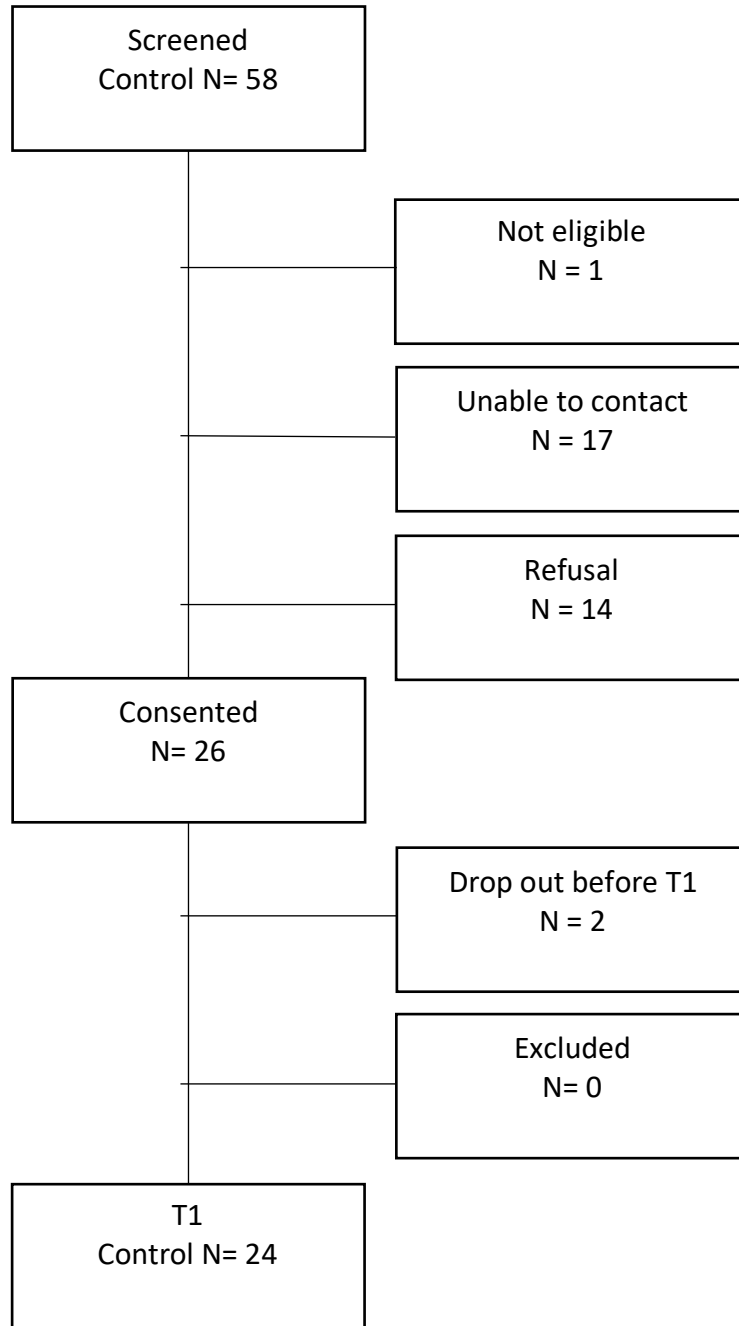 Screened
Control N= 58
Not eligible
N = 1
Unable to contact
N = 17
Refusal
N = 14
Consented
N= 26
Drop out before T1
N = 2
Excluded
N= 0
T1
Control N= 24